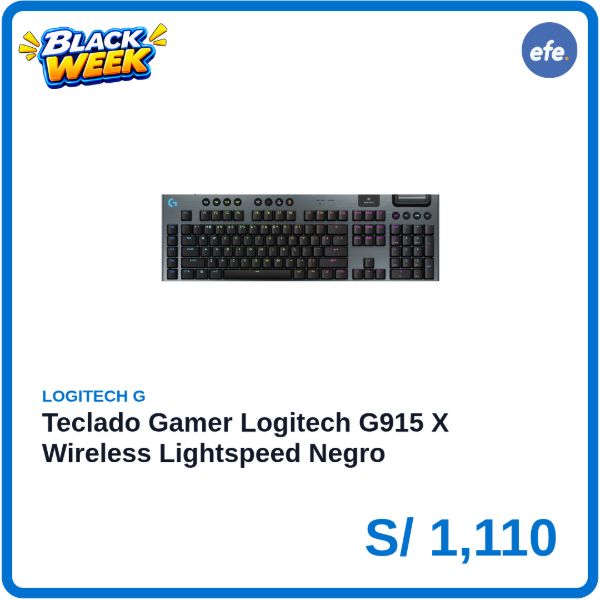 BLACK
WEEK
efe.
LOGITECH G
Teclado Gamer Logitech G915 X
Wireless Lightspeed Negro
S/ 1,110